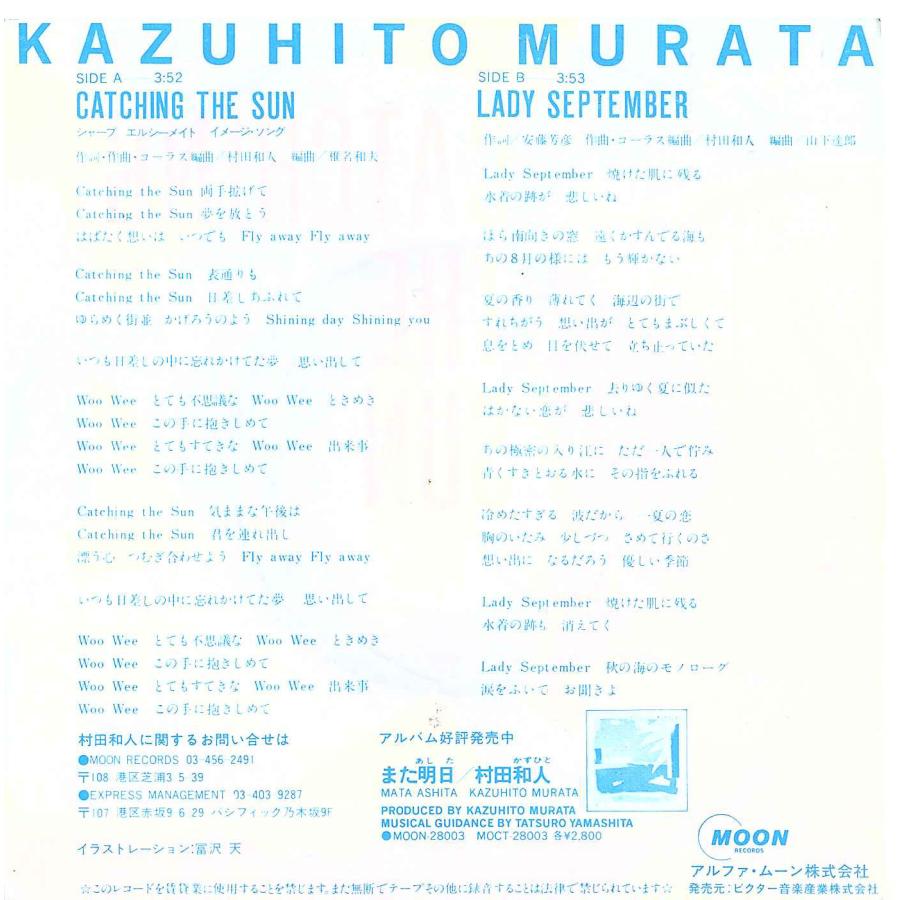 KAZUHITO MURATA
SIDE A 3:52
CATCHING THE SUN
シャープ エルシーメイト イメージ・ソング
作詞・作曲・コーラス編曲/村田和人 編曲/椎名和夫
Catching the Sun 両手拡げて
Catching the Sun 夢を放とう
はばたく想いは いつでも Fly away Fly away
Catching the Sun 表通りも
Catching the Sun 日差しあふれて
ゆらめく街並 かげろうのよう Shining day Shining you
いつも日差しの中に忘れかけてた夢 思い出して
Woo Wee とても不思議な Woo Wee ときめき
Woo Wee この手に抱きしめて
Woo Wee とてもすてきな Woo Wee 出来事
Woo Wee この手に抱きしめて
Catching the Sun 気ままな午後は
Catching the Sun 君を連れ出し
漂う心 つむぎ合わせよう Fly away Fly away
いつも日差しの中に忘れかけてた夢 思い出して
Woo Wee とても不思議な Woo Wee ときめき
Woo Wee この手に抱きしめて
Woo Wee とてもすてきな Woo Wee 出来事
Woo Wee この手に抱きしめて
村田和人に関するお問い合せは
●MOON RECORDS 03-456-2491
〒108 港区芝浦3-5-39
●EXPRESS MANAGEMENT 03-403-9287
〒107 港区赤坂9-6-29 パシフィック乃木坂9F
イラストレーション:冨沢 天
SIDE B 3:53
LADY SEPTEMBER
作詞/安藤芳彦 作曲・コーラス編曲/村田和人 編曲/山下達郎
Lady September 焼けた肌に残る
水着の跡が 悲しいね
ほら南向きの窓 遠くかすんでる海も
あの8月の様には もう輝かない
夏の香り 薄れてく 海辺の街で
すれちがう 想い出が とてもまぶしくて
息をとめ 目を伏せて 立ち止っていた
Lady September 去りゆく夏に似た
はかない恋が 悲しいね
あの秘密の入り江に ただ一人で佇み
青くすきとおる水に その指をふれる
冷めたすぎる 波だから 一夏の恋
胸のいたみ 少しづつ さめて行くのさ
想い出に なるだろう 優しい季節
Lady September 焼けた肌に残る
水着の跡も 消えてく
Lady September 秋の海のモノローグ
涙をふいて お聞きよ
アルバム好評発売中
あした かずひと
また明日/村田和人
MATA ASHITA KAZUHITO MURATA
PRODUCED BY KAZUHITO MURATA
MUSICAL GUIDANCE BY TATSURO YAMASHITA
●MOON-28003 MOCT-28003 各¥2,800
MOON
RECORDS
アルファ・ムーン株式会社
発売元:ビクター音楽産業株式会社
☆このレコードを賃貸業に使用することを禁じます。また無断でテープその他に録音することは法律で禁じられています☆